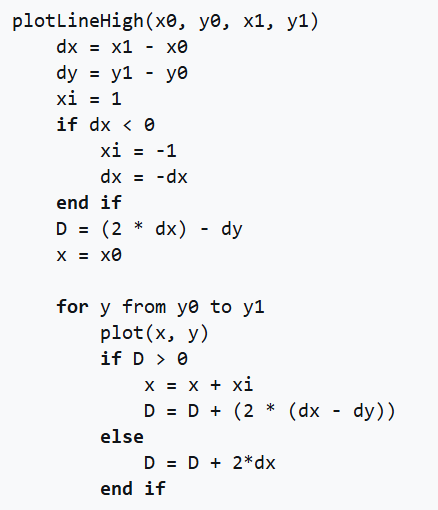 plotLineHigh(x0, y0, x1, y1)
    dx = x1 - x0
    dy = y1 - y0
    xi = 1
    if dx < 0
        xi = -1
        dx = -dx
    end if
    D = (2 * dx) - dy
    x = x0

    for y from y0 to y1
        plot(x, y)
        if D > 0
            x = x + xi
            D = D + (2 * (dx - dy))
        else
            D = D + 2*dx
        end if